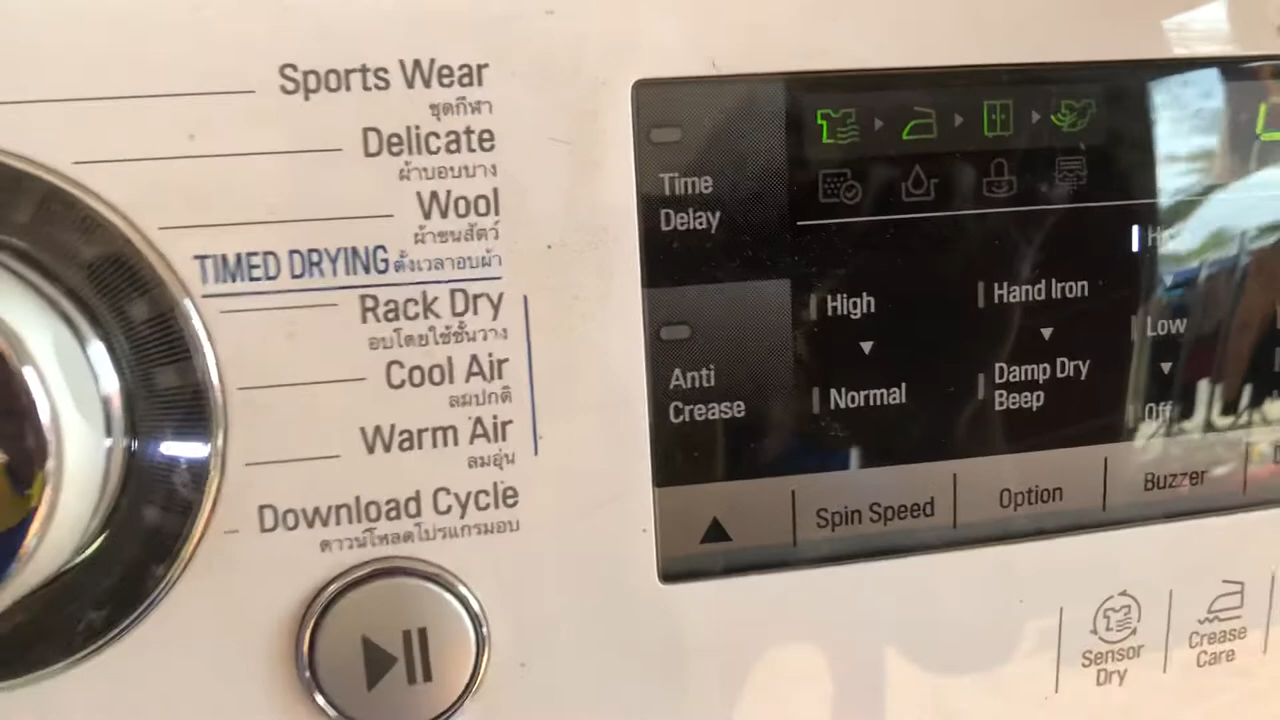 Sports Wear
ชุดกีฬา
Delicate
ผ้าบอบบาง
Wool
ผ้าขนสัตว์
TIMED DRYING ตั้งเวลาอบผ้า
Rack Dry
อบโดยใช้ชั้นวาง
Cool Air
ลมปกติ
Warm Air
ลมอุ่น
Download Cycle
ดาวน์โหลดโปรแกรมอบ
Time
Delay
Anti
Crease
High
Normal
Hand Iron
Damp Dry
Beep
Low
Off
Spin Speed
Option
Buzzer
Sensor
Dry
Crease
Care